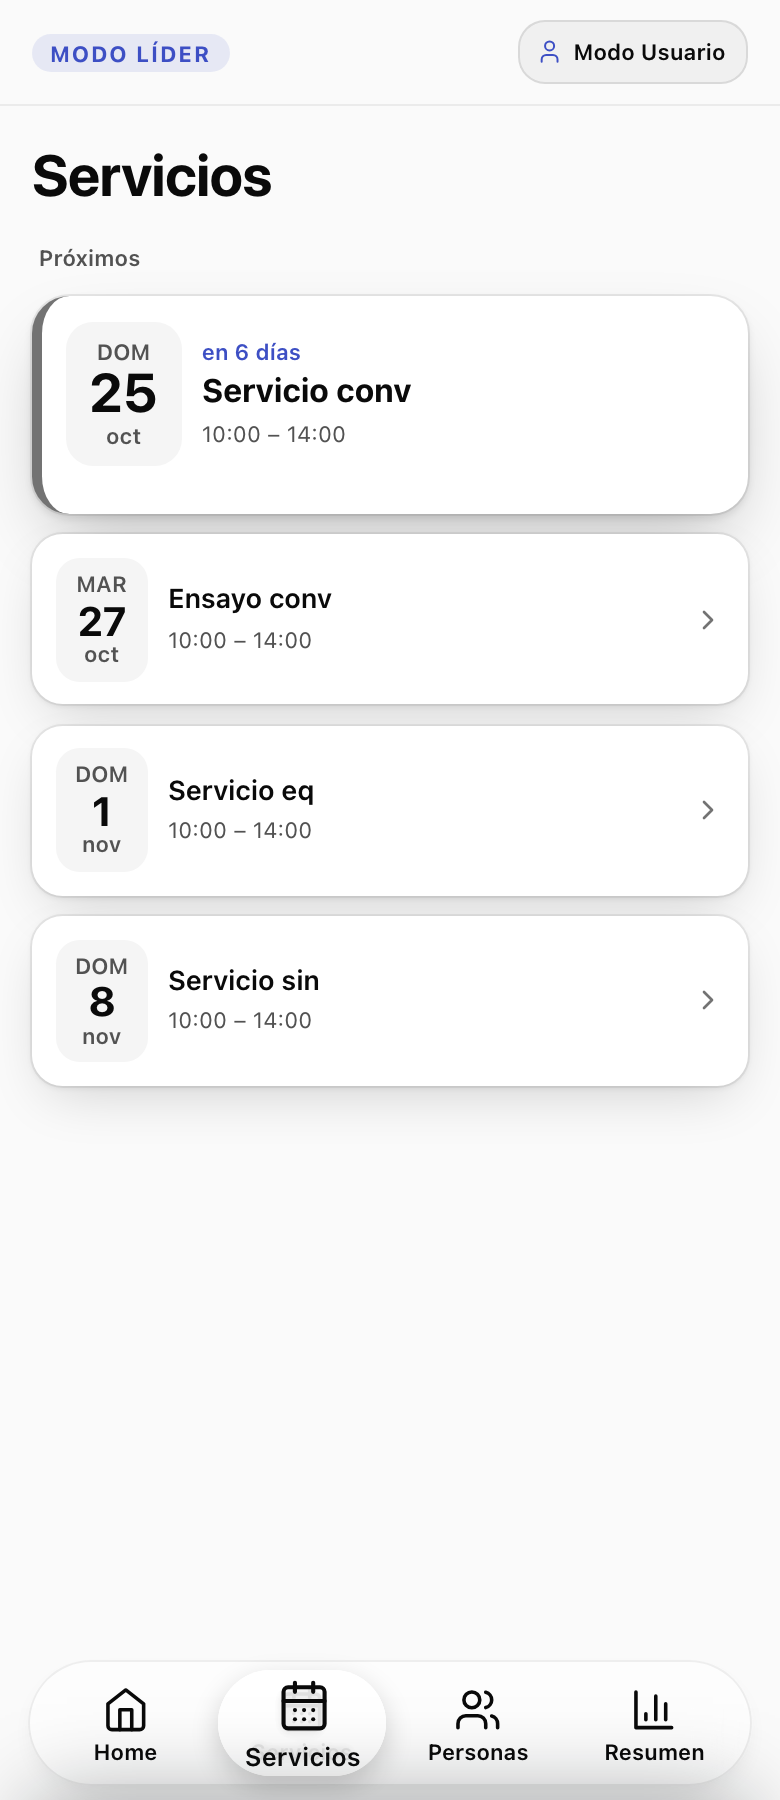 MODO LÍDER
Modo Usuario
Servicios
Próximos
DOM
25
oct
en 6 días
Servicio conv
10:00 – 14:00
MAR
27
oct
Ensayo conv
10:00 – 14:00
DOM
1
nov
Servicio eq
10:00 – 14:00
DOM
8
nov
Servicio sin
10:00 – 14:00
Home
Servicios
Personas
Resumen